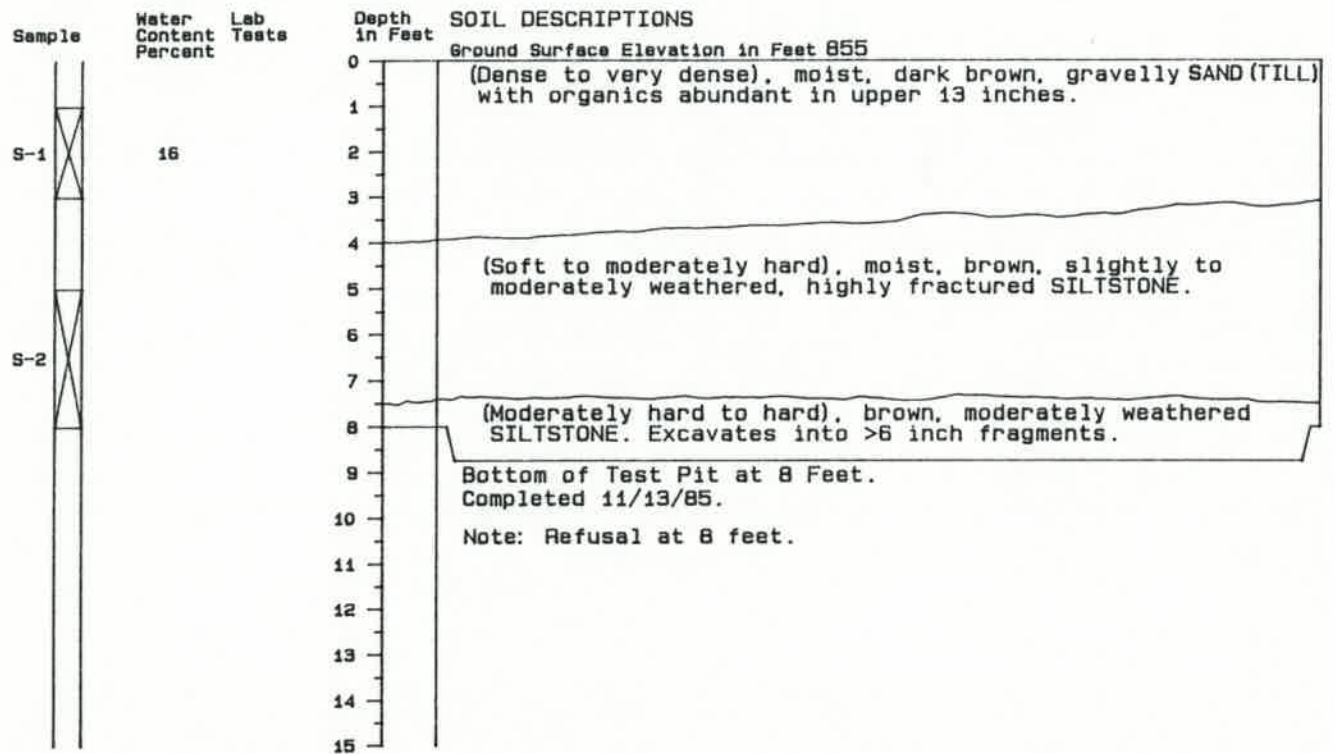 Sample
Water Content Percent
Lab Tests
Depth in Feet
SOIL DESCRIPTIONS
Ground Surface Elevation in Feet 855
0
(Dense to very dense), moist, dark brown, gravelly SAND (TILL)
with organics abundant in upper 13 inches.
1
S-1
16
2
3
4
(Soft to moderately hard), moist, brown, slightly to
moderately weathered, highly fractured SILTSTONE.
5
6
S-2
7
(Moderately hard to hard), brown, moderately weathered
SILTSTONE. Excavates into >6 inch fragments.
8
9
Bottom of Test Pit at 8 Feet.
Completed 11/13/85.
10
Note: Refusal at 8 feet.
11
12
13
14
15